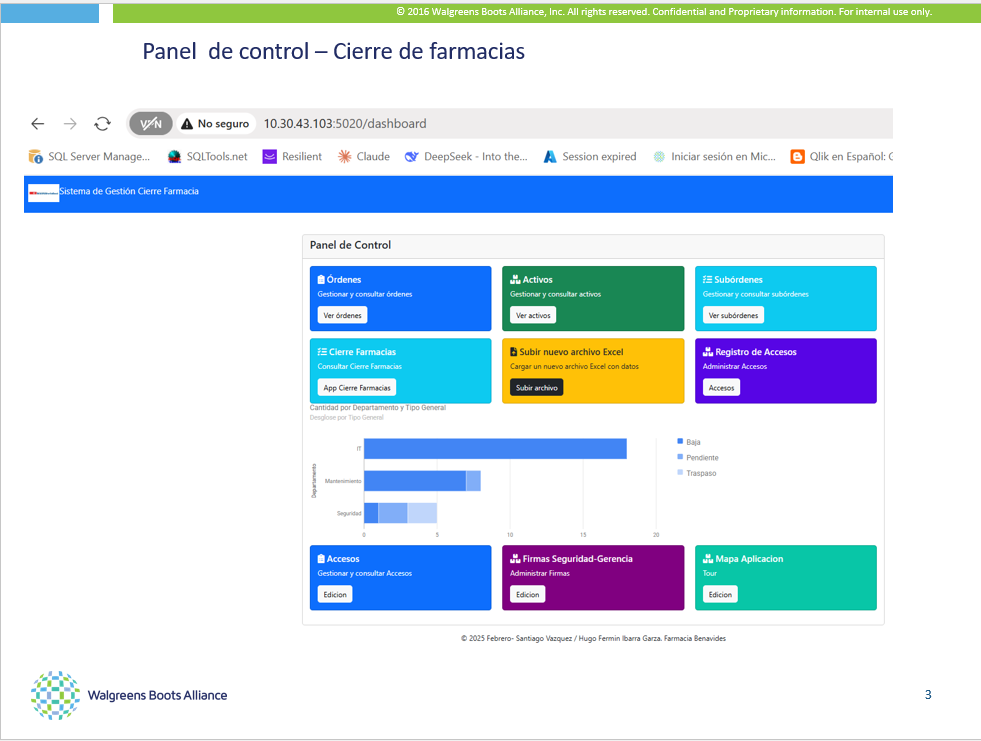 © 2016 Walgreens Boots Alliance, Inc. All rights reserved. Confidential and Proprietary information. For internal use only.
Panel de control – Cierre de farmacias
VPN No seguro 10.30.43.103:5020/dashboard
SQL Server Manage... SQLTools.net Resilient Claude DeepSeek - Into the... Session expired Iniciar sesión en Mic... Qlik en Español:
Sistema de Gestión Cierre Farmacia
Panel de Control
Órdenes
Gestionar y consultar órdenes
Ver órdenes
Activos
Gestionar y consultar activos
Ver activos
Subórdenes
Gestionar y consultar subórdenes
Ver subórdenes
Cierre Farmacias
Consultar Cierre Farmacias
App Cierre Farmacias
Subir nuevo archivo Excel
Cargar un nuevo archivo Excel con datos
Subir archivo
Registro de Accesos
Administrar Accesos
Accesos
Cantidad por Departamento y Tipo General
Desglose por Tipo General
Departamento
IT
Mantenimiento
Seguridad
0 5 10 15 20
Baja
Pendiente
Traspaso
Accesos
Gestionar y consultar Accesos
Edicion
Firmas Seguridad-Gerencia
Administrar Firmas
Edicion
Mapa Aplicacion
Tour
Edicion
© 2025 Febrero- Santiago Vazquez / Hugo Fermin Ibarra Garza. Farmacia Benavides
Walgreens Boots Alliance
3